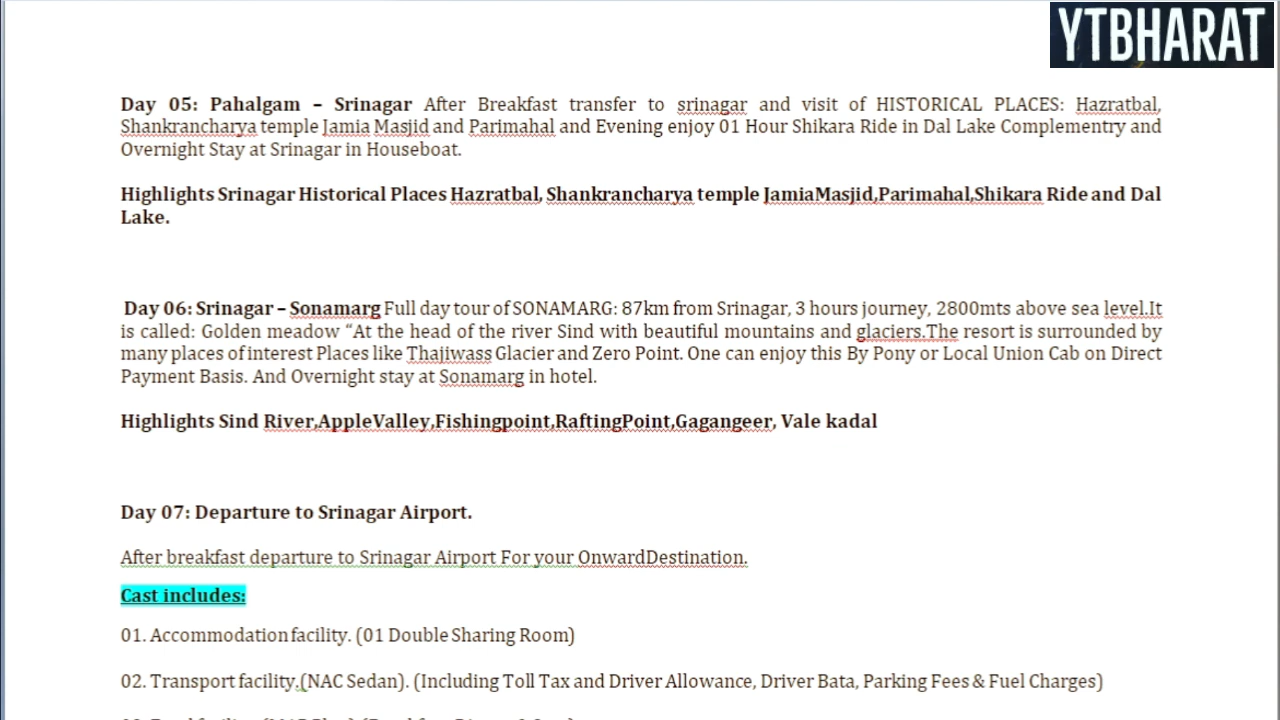 YTBHARAT
Day 05: Pahalgam – Srinagar After Breakfast transfer to srinagar and visit of HISTORICAL PLACES: Hazratbal,
Shankrancharya temple Jamia Masjid and Parimahal and Evening enjoy 01 Hour Shikara Ride in Dal Lake Complementry and
Overnight Stay at Srinagar in Houseboat.
Highlights Srinagar Historical Places Hazratbal, Shankrancharya temple JamiaMasjid,Parimahal,Shikara Ride and Dal
Lake.
Day 06: Srinagar – Sonamarg Full day tour of SONAMARG: 87km from Srinagar, 3 hours journey, 2800mts above sea level.It
is called: Golden meadow “At the head of the river Sind with beautiful mountains and glaciers.The resort is surrounded by
many places of interest Places like Thajiwass Glacier and Zero Point. One can enjoy this By Pony or Local Union Cab on Direct
Payment Basis. And Overnight stay at Sonamarg in hotel.
Highlights Sind River,AppleValley,Fishingpoint,RaftingPoint,Gagangeer, Vale kadal
Day 07: Departure to Srinagar Airport.
After breakfast departure to Srinagar Airport For your OnwardDestination.
Cast includes:
01. Accommodation facility. (01 Double Sharing Room)
02. Transport facility.(NAC Sedan). (Including Toll Tax and Driver Allowance, Driver Bata, Parking Fees & Fuel Charges)